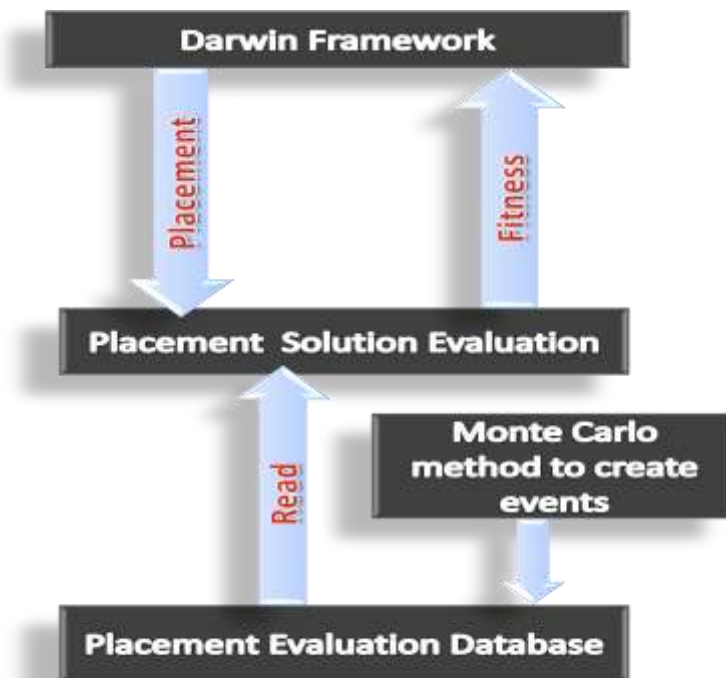 Darwin Framework
Placement
Fitness
Placement Solution Evaluation
Read
Monte Carlo
method to create
events
Placement Evaluation Database